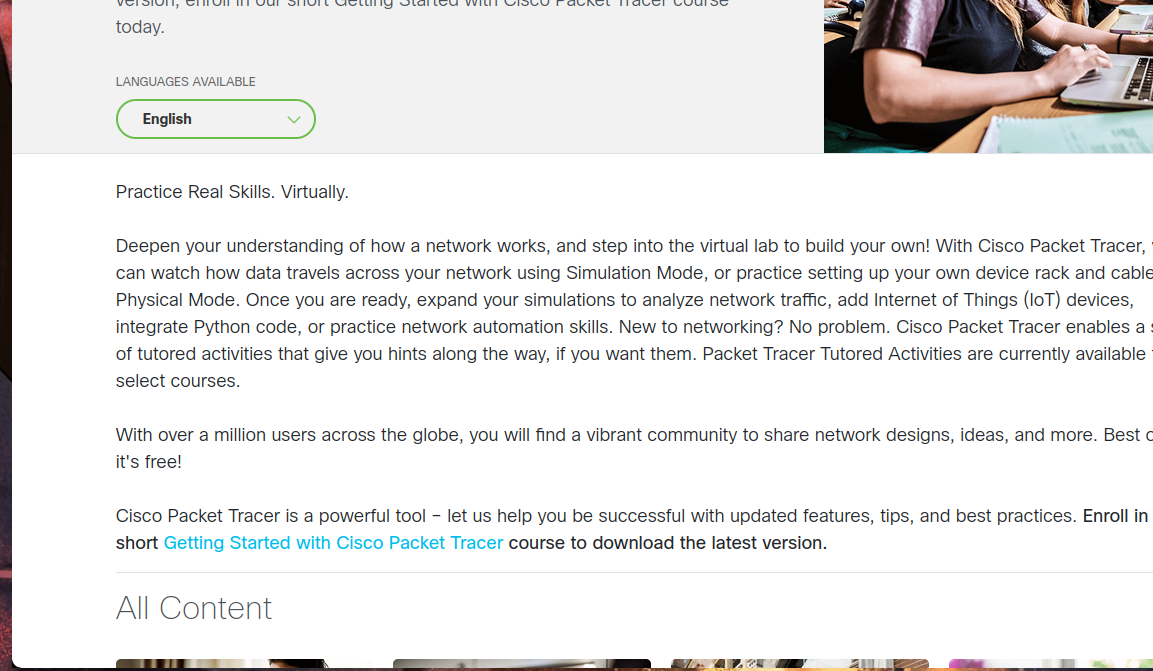 version, enroll in our short Getting Started with Cisco Packet Tracer course
today.
LANGUAGES AVAILABLE
English
Practice Real Skills. Virtually.
Deepen your understanding of how a network works, and step into the virtual lab to build your own! With Cisco Packet Tracer,
can watch how data travels across your network using Simulation Mode, or practice setting up your own device rack and cable
Physical Mode. Once you are ready, expand your simulations to analyze network traffic, add Internet of Things (IoT) devices,
integrate Python code, or practice network automation skills. New to networking? No problem. Cisco Packet Tracer enables a
of tutored activities that give you hints along the way, if you want them. Packet Tracer Tutored Activities are currently available
select courses.
With over a million users across the globe, you will find a vibrant community to share network designs, ideas, and more. Best
it's free!
Cisco Packet Tracer is a powerful tool – let us help you be successful with updated features, tips, and best practices. Enroll in
short Getting Started with Cisco Packet Tracer course to download the latest version.
All Content